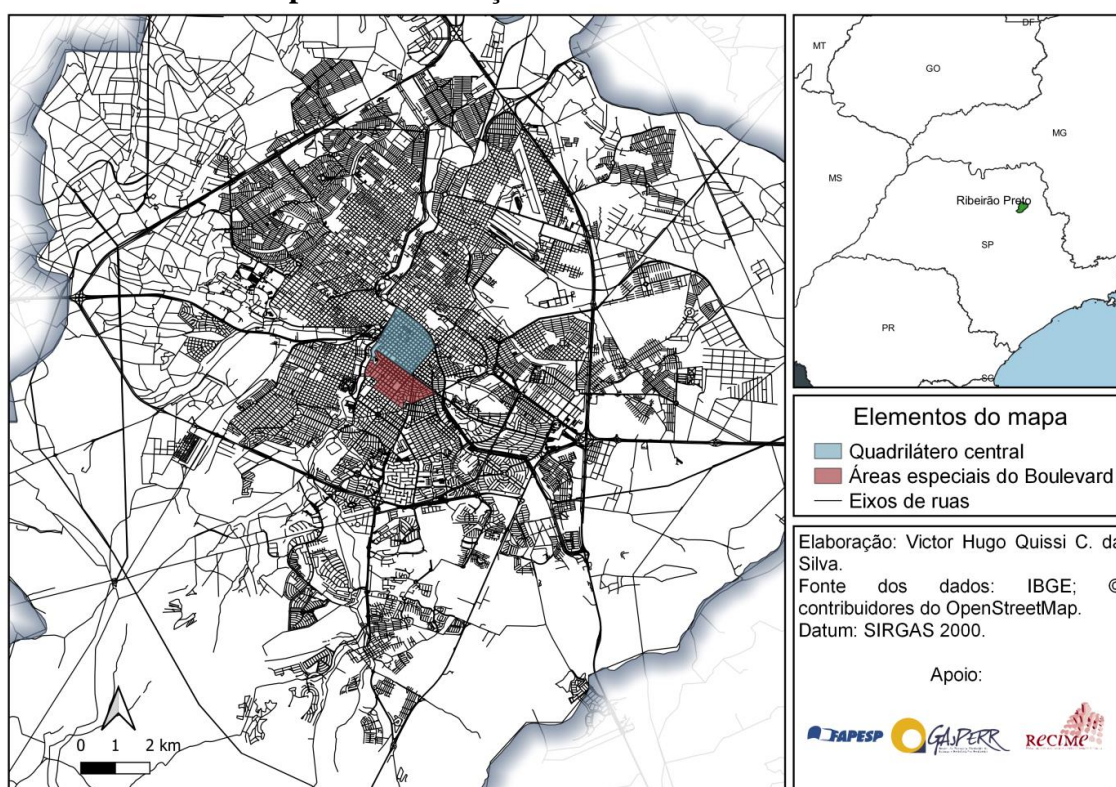 0 1 2 km
DF
MT
GO
MG
MS
Ribeirão Preto
SP
PR
SC
Elementos do mapa
Quadrilátero central
Áreas especiais do Boulevard
Eixos de ruas
Elaboração: Victor Hugo Quissi C. da
Silva.
Fonte dos dados: IBGE; ©
contribuidores do OpenStreetMap.
Datum: SIRGAS 2000.
Apoio:
FAPESP GAsPERR ReCiMe